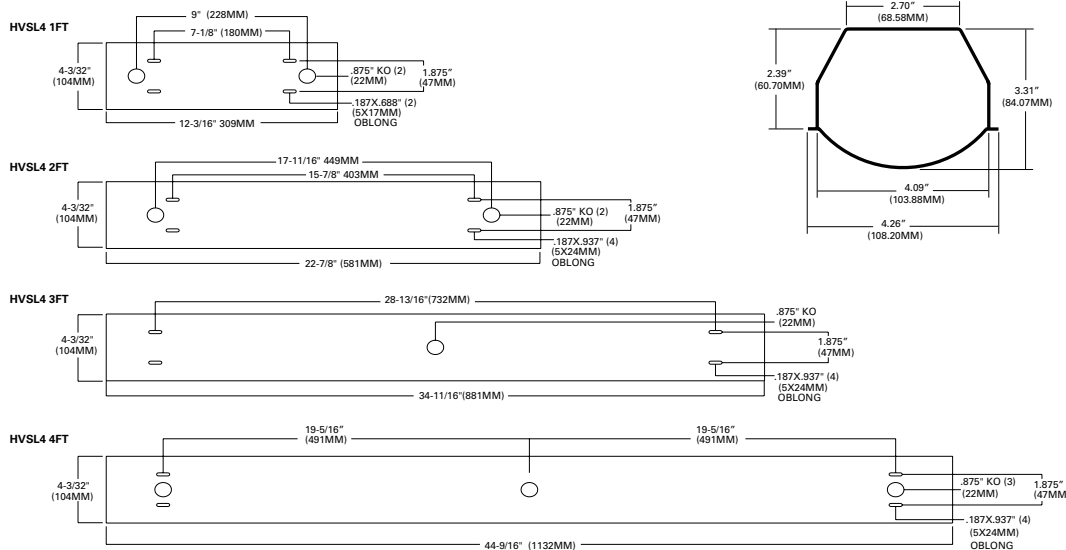 HVSL4 1FT
9" (228MM)
7-1/8" (180MM)
4-3/32"
(104MM)
.875" KO (2)
(22MM)
1.875"
(47MM)
.187X.688" (2)
(5X17MM)
OBLONG
12-3/16" 309MM
2.70"
(68.58MM)
2.39"
(60.70MM)
3.31"
(84.07MM)
4.09"
(103.88MM)
4.26"
(108.20MM)
HVSL4 2FT
17-11/16" 449MM
15-7/8" 403MM
4-3/32"
(104MM)
.875" KO (2)
(22MM)
1.875"
(47MM)
.187X.937" (4)
(5X24MM)
OBLONG
22-7/8" (581MM)
HVSL4 3FT
28-13/16"(732MM)
4-3/32"
(104MM)
.875" KO
(22MM)
1.875"
(47MM)
.187X.937" (4)
(5X24MM)
OBLONG
34-11/16"(881MM)
HVSL4 4FT
19-5/16"
(491MM)
19-5/16"
(491MM)
4-3/32"
(104MM)
.875" KO (3)
(22MM)
1.875"
(47MM
.187X.937" (4)
(5X24MM)
OBLONG
44-9/16" (1132MM)